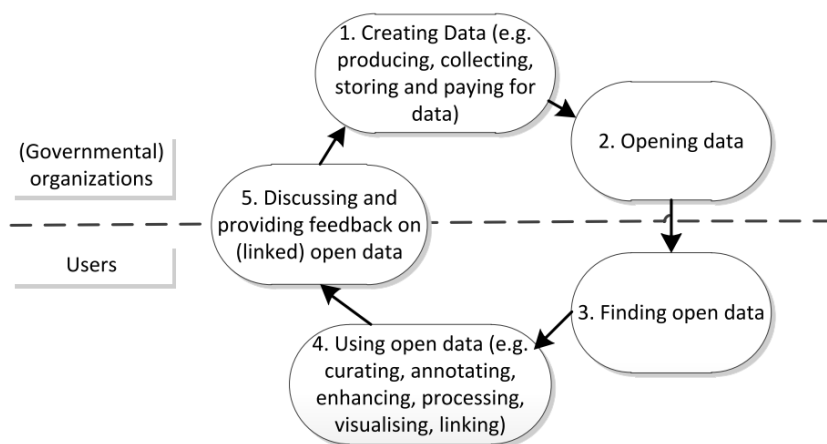 1. Creating Data (e.g.
producing, collecting,
storing and paying for
data)
2. Opening data
(Governmental)
organizations
5. Discussing and
providing feedback on
(linked) open data
Users
3. Finding open data
4. Using open data (e.g.
curating, annotating,
enhancing, processing,
visualising, linking)